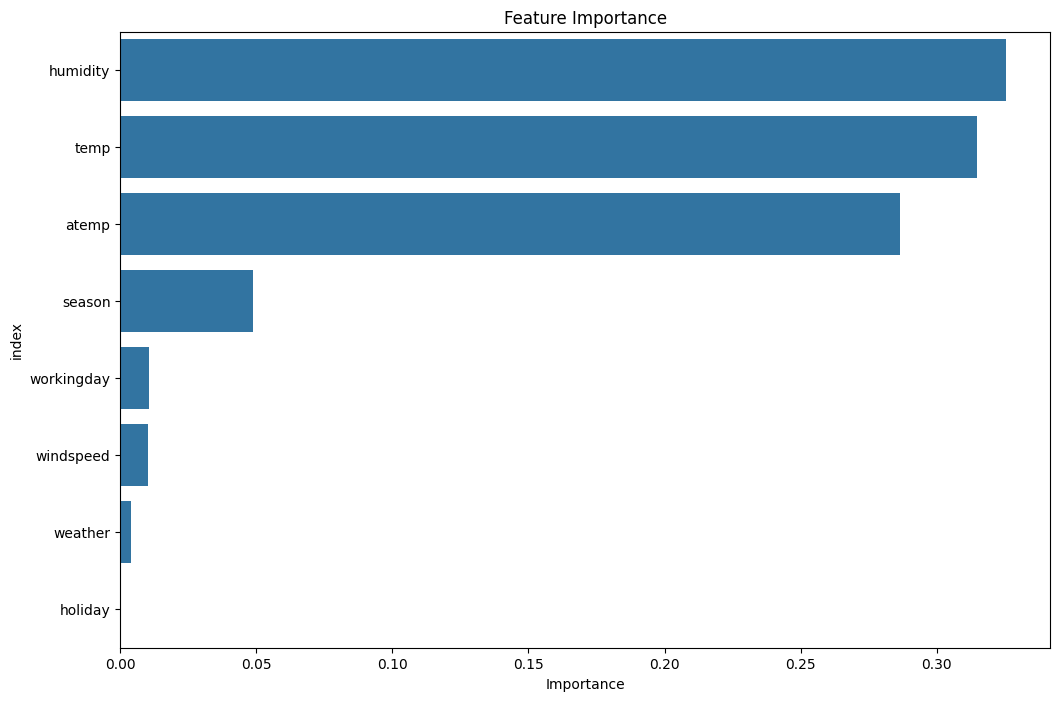 Feature Importance
humidity
temp
atemp
season
workingday
windspeed
weather
holiday
index
0.00 0.05 0.10 0.15 0.20 0.25 0.30
Importance